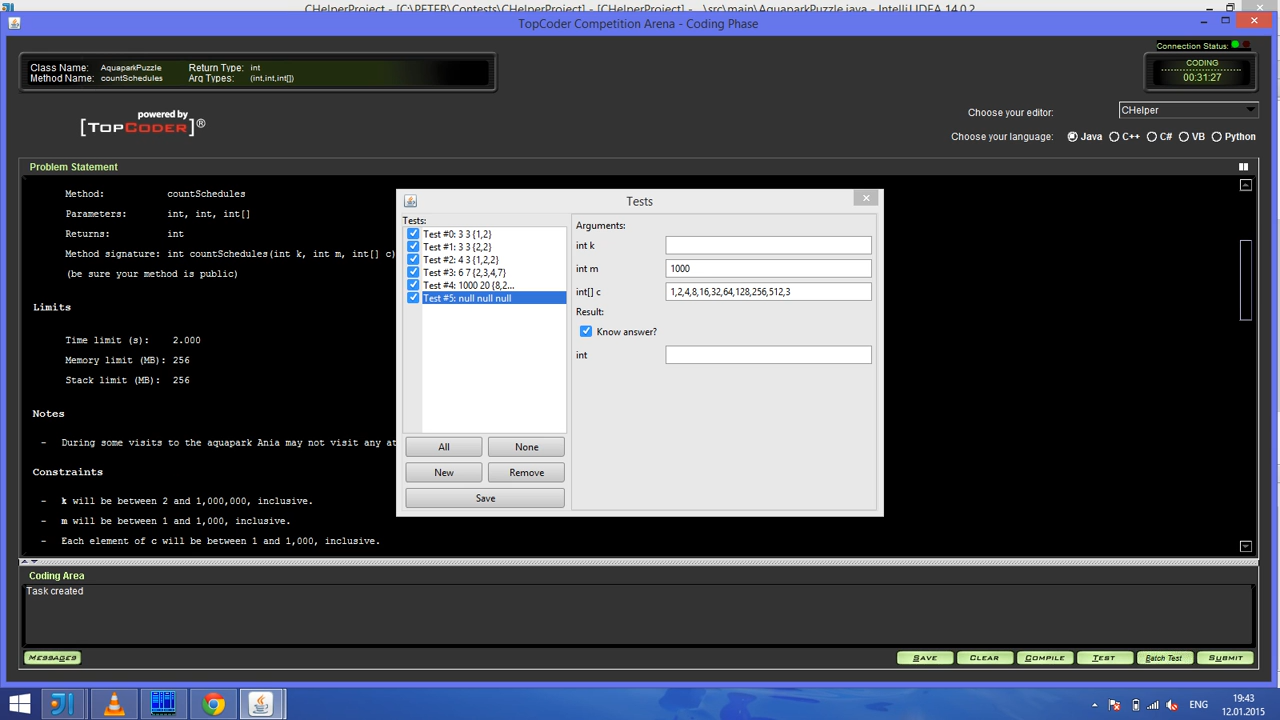 CHelperProject - [C:\PETER\Contests\CHelperProject] - [CHelperProject] - ...\src\main\AquaparkPuzzle.java - IntelliJ IDEA 14.0.2
TopCoder Competition Arena - Coding Phase
Connection Status:
Class Name: AquaparkPuzzle Return Type: int
Method Name: countSchedules Arg Types: (int,int,int[])
CODING
00:31:27
powered by
[TOPCODER]®
Choose your editor: CHelper
Choose your language: Java C++ C# VB Python
Problem Statement
Method: countSchedules
Parameters: int, int, int[]
Returns: int
Method signature: int countSchedules(int k, int m, int[] c)
(be sure your method is public)
Limits
Time limit (s): 2.000
Memory limit (MB): 256
Stack limit (MB): 256
Notes
- During some visits to the aquapark Ania may not visit any at
Constraints
- k will be between 2 and 1,000,000, inclusive.
- m will be between 1 and 1,000, inclusive.
- Each element of c will be between 1 and 1,000, inclusive.
Tests
Tests:
Test #0: 3 3 {1,2}
Test #1: 3 3 {2,2}
Test #2: 4 3 {1,2,2}
Test #3: 6 7 {2,3,4,7}
Test #4: 1000 20 {8,2...
Test #5: null null null
All None
New Remove
Save
Arguments:
int k
int m 1000
int[] c 1,2,4,8,16,32,64,128,256,512,3
Result:
Know answer?
int
Coding Area
Task created
MESSAGES SAVE CLEAR COMPILE TEST Batch Test SUBMIT
ENG
19:43
12.01.2015